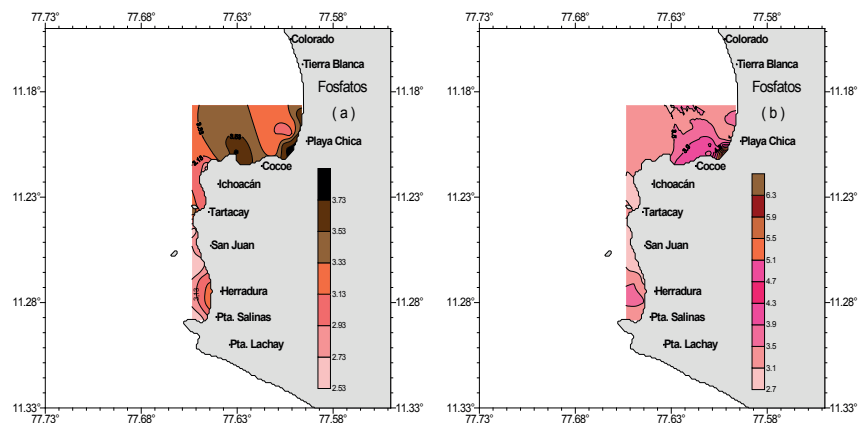 77.73° 77.68° 77.63° 77.58°
11.18°
11.23°
11.28°
11.33°
Colorado
Tierra Blanca
Fosfatos
( a )
Playa Chica
Cocoe
Ichoacán
Tartacay
San Juan
Herradura
Pta. Salinas
Pta. Lachay
3.73
3.53
3.33
3.13
2.93
2.73
2.53
11.18°
11.23°
11.28°
11.33°
77.73° 77.68° 77.63° 77.58°
77.73° 77.68° 77.63° 77.58°
11.18°
11.23°
11.28°
11.33°
Colorado
Tierra Blanca
Fosfatos
( b )
Playa Chica
Cocoe
Ichoacán
Tartacay
San Juan
Herradura
Pta. Salinas
Pta. Lachay
6.3
5.9
5.5
5.1
4.7
4.3
3.9
3.5
3.1
2.7
11.18°
11.23°
11.28°
11.33°
77.73° 77.68° 77.63° 77.58°